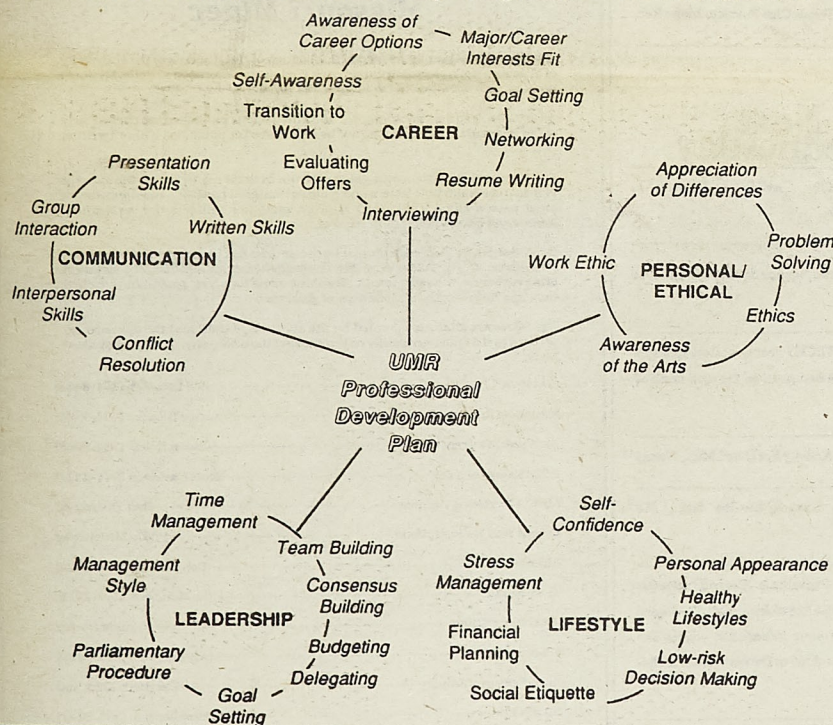 Awareness of
Career Options
Major/Career
Interests Fit
Goal Setting
Networking
Resume Writing
Interviewing
Evaluating
Offers
Transition to
Work
Self-Awareness
CAREER
Presentation
Skills
Written Skills
Conflict
Resolution
Interpersonal
Skills
Group
Interaction
COMMUNICATION
Appreciation
of Differences
Problem
Solving
Ethics
Awareness
of the Arts
Work Ethic
PERSONAL/
ETHICAL
UMR
Professional
Development
Plan
Time
Management
Team Building
Consensus
Building
Budgeting
Delegating
Goal
Setting
Parliamentary
Procedure
Management
Style
LEADERSHIP
Self-
Confidence
Personal Appearance
Healthy
Lifestyles
Low-risk
Decision Making
Social Etiquette
Financial
Planning
Stress
Management
LIFESTYLE